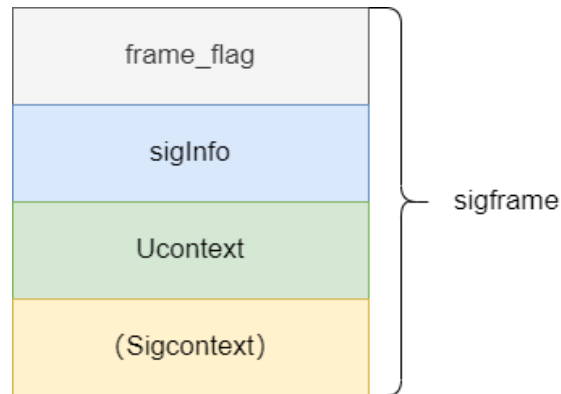 frame_flag
sigInfo
Ucontext
（Sigcontext）
sigframe